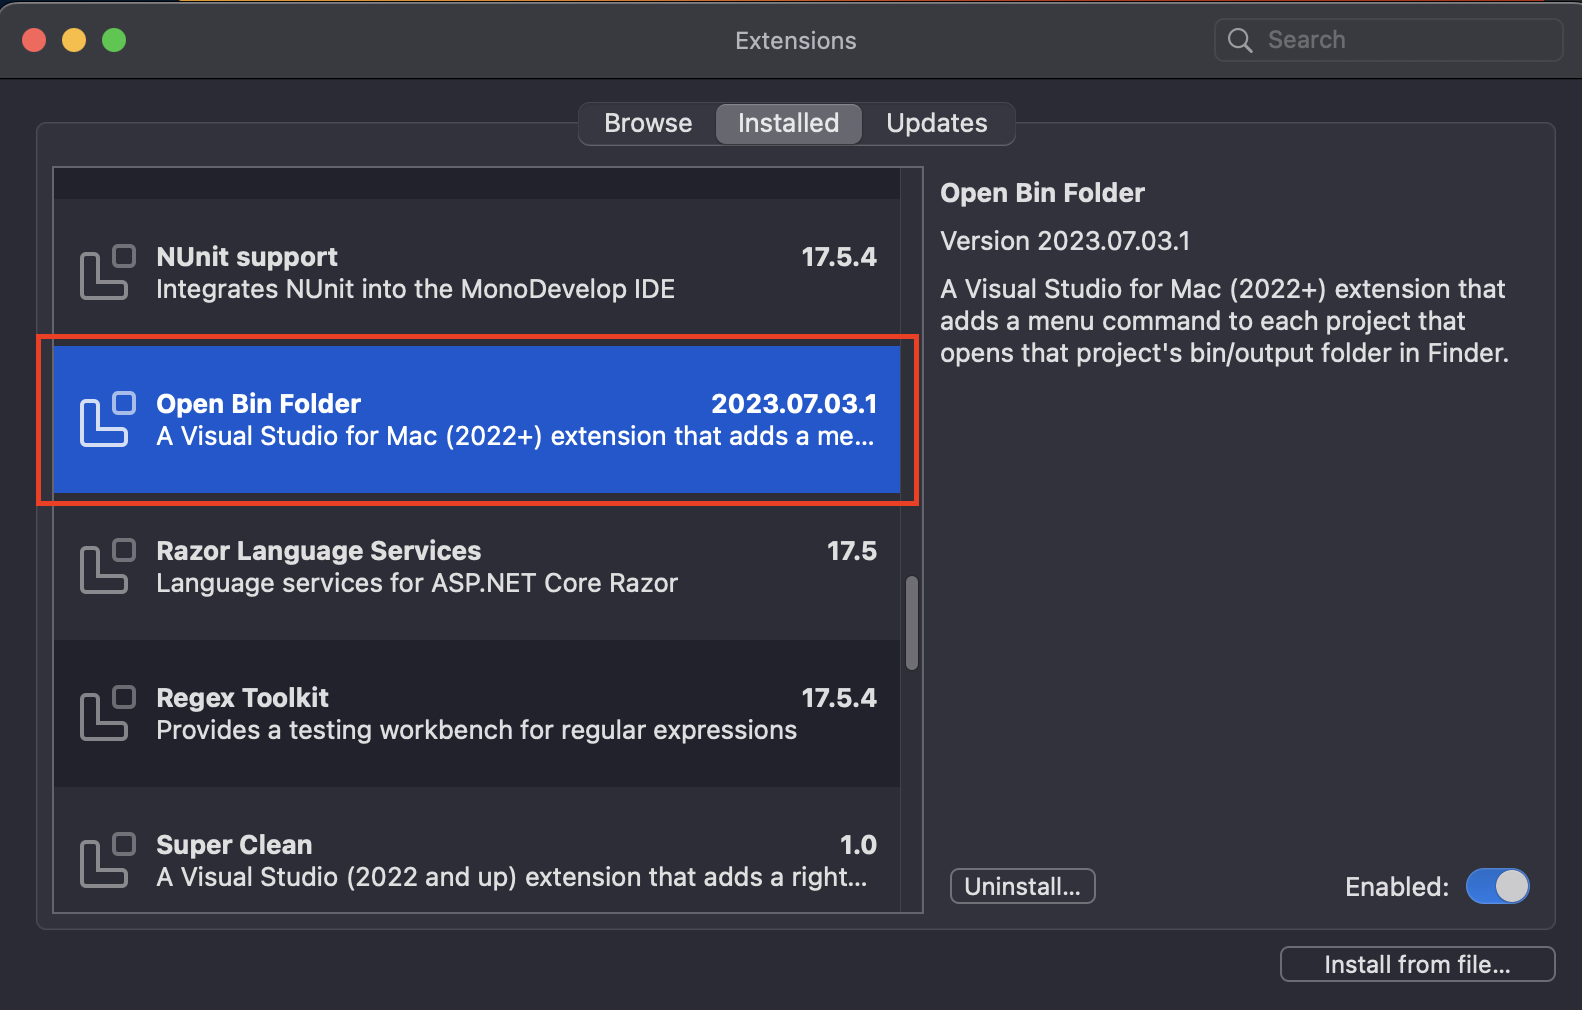 Extensions
Search
Browse
Installed
Updates
NUnit support
17.5.4
Integrates NUnit into the MonoDevelop IDE
Open Bin Folder
2023.07.03.1
A Visual Studio for Mac (2022+) extension that adds a me...
Razor Language Services
17.5
Language services for ASP.NET Core Razor
Regex Toolkit
17.5.4
Provides a testing workbench for regular expressions
Super Clean
1.0
A Visual Studio (2022 and up) extension that adds a right...
Open Bin Folder
Version 2023.07.03.1
A Visual Studio for Mac (2022+) extension that
adds a menu command to each project that
opens that project's bin/output folder in Finder.
Uninstall...
Enabled:
Install from file...